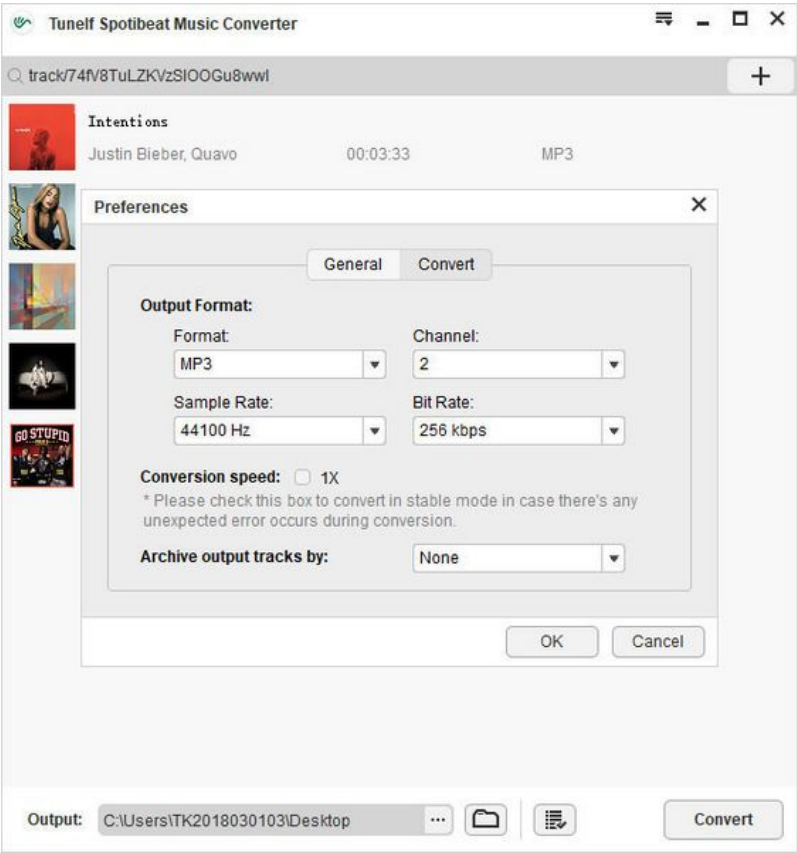 Tunelf Spotibeat Music Converter
track/74fV8TuLZKVzSIOOGu8wwI
Intentions
Justin Bieber, Quavo 00:03:33 MP3
Preferences
General Convert
Output Format:
Format: Channel:
MP3 2
Sample Rate: Bit Rate:
44100 Hz 256 kbps
Conversion speed: 1X
* Please check this box to convert in stable mode in case there's any
unexpected error occurs during conversion.
GO STUPID
Archive output tracks by: None
OK Cancel
Output: C:\Users\TK2018030103\Desktop ... Convert